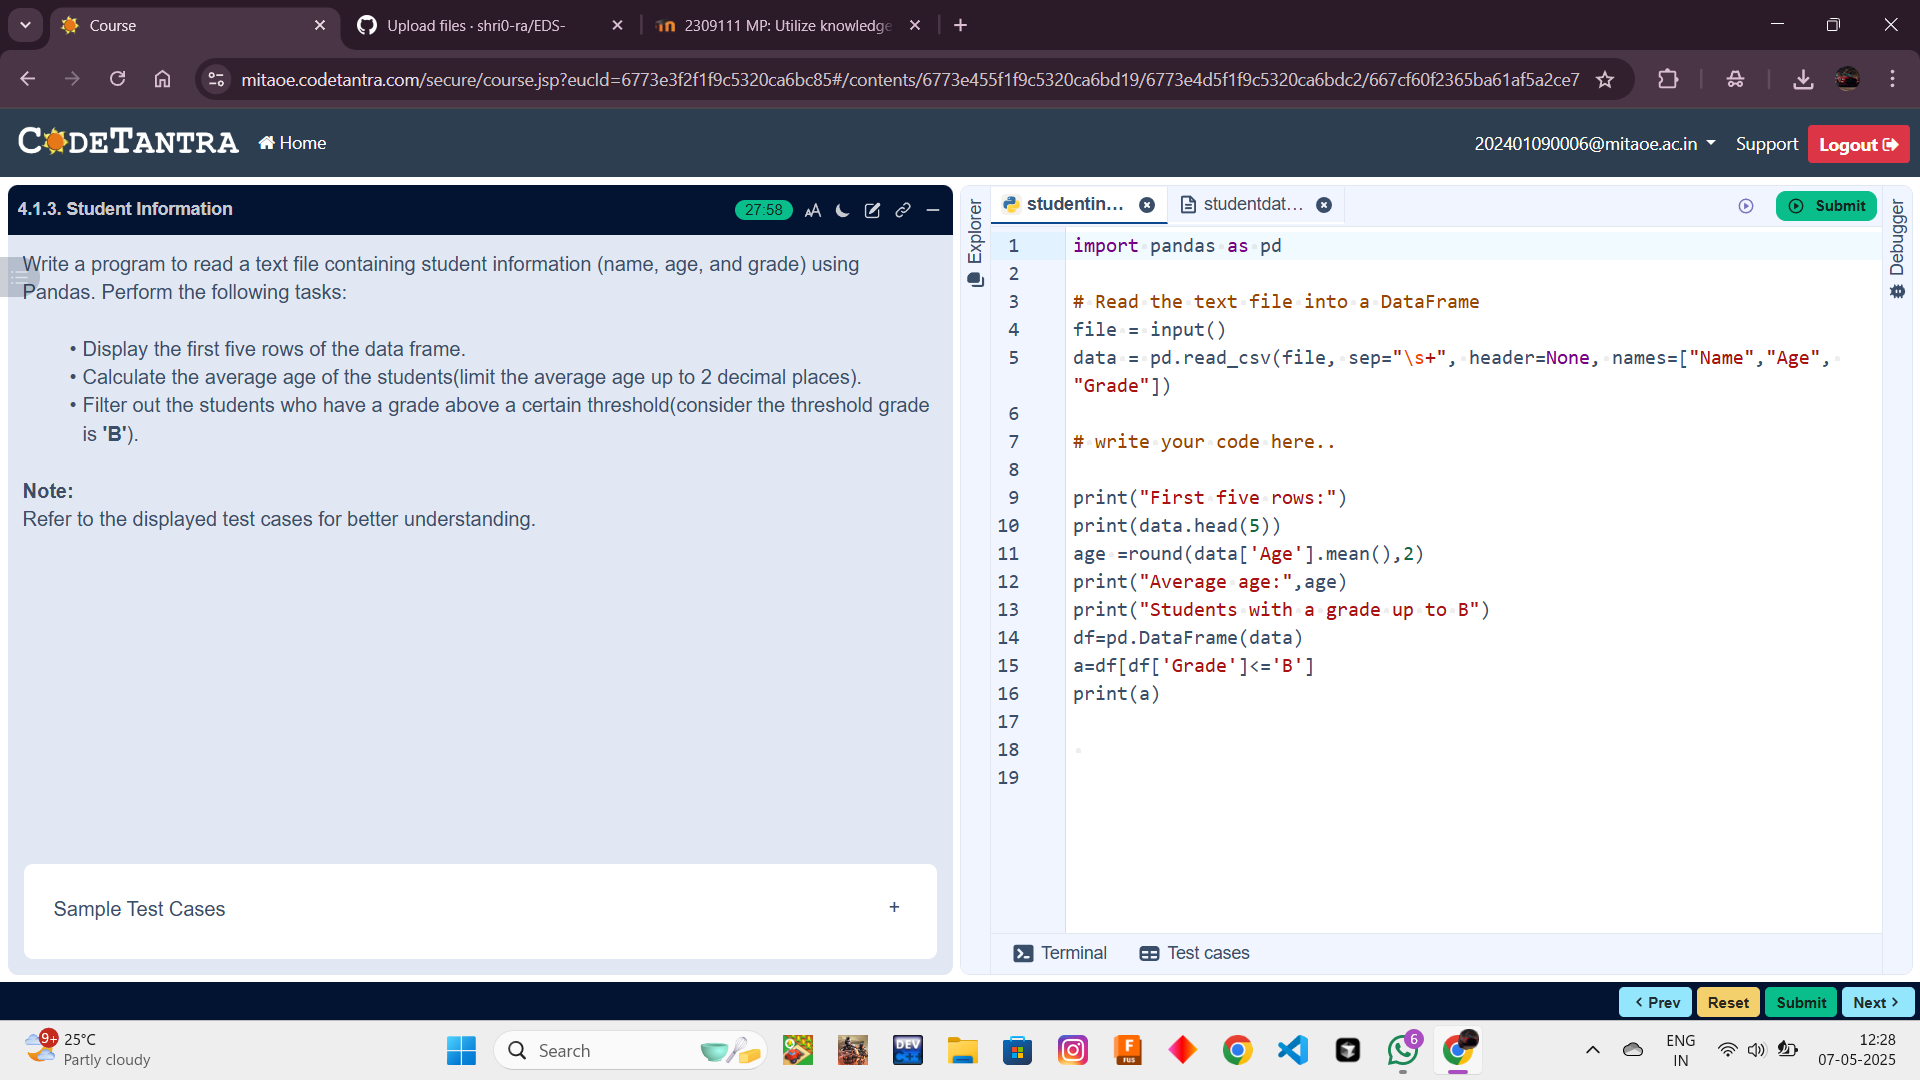 Course
Upload files · shri0-ra/EDS-
2309111 MP: Utilize knowledge
mitaoe.codetantra.com/secure/course.jsp?eucId=6773e3f2f1f9c5320ca6bc85#/contents/6773e455f1f9c5320ca6bd19/6773e4d5f1f9c5320ca6bdc2/667cf60f2365ba61af5a2ce7
CODETANTRA
Home
202401090006@mitaoe.ac.in
Support
Logout
4.1.3. Student Information
27:58
AA
Write a program to read a text file containing student information (name, age, and grade) using
Pandas. Perform the following tasks:
• Display the first five rows of the data frame.
• Calculate the average age of the students(limit the average age up to 2 decimal places).
• Filter out the students who have a grade above a certain threshold(consider the threshold grade
is 'B').
Note:
Refer to the displayed test cases for better understanding.
Sample Test Cases
+
Explorer
studentin...
studentdat...
Submit
Debugger
1 import pandas as pd
2
3 # Read the text file into a DataFrame
4 file = input()
5 data = pd.read_csv(file, sep="\s+", header=None, names=["Name","Age",
"Grade"])
6
7 # write your code here..
8
9 print("First five rows:")
10 print(data.head(5))
11 age =round(data['Age'].mean(),2)
12 print("Average age:",age)
13 print("Students with a grade up to B")
14 df=pd.DataFrame(data)
15 a=df[df['Grade']<='B']
16 print(a)
17
18
19
Terminal
Test cases
< Prev
Reset
Submit
Next >
9+
25°C
Partly cloudy
Search
DEV
FUS
6
ENG
IN
12:28
07-05-2025